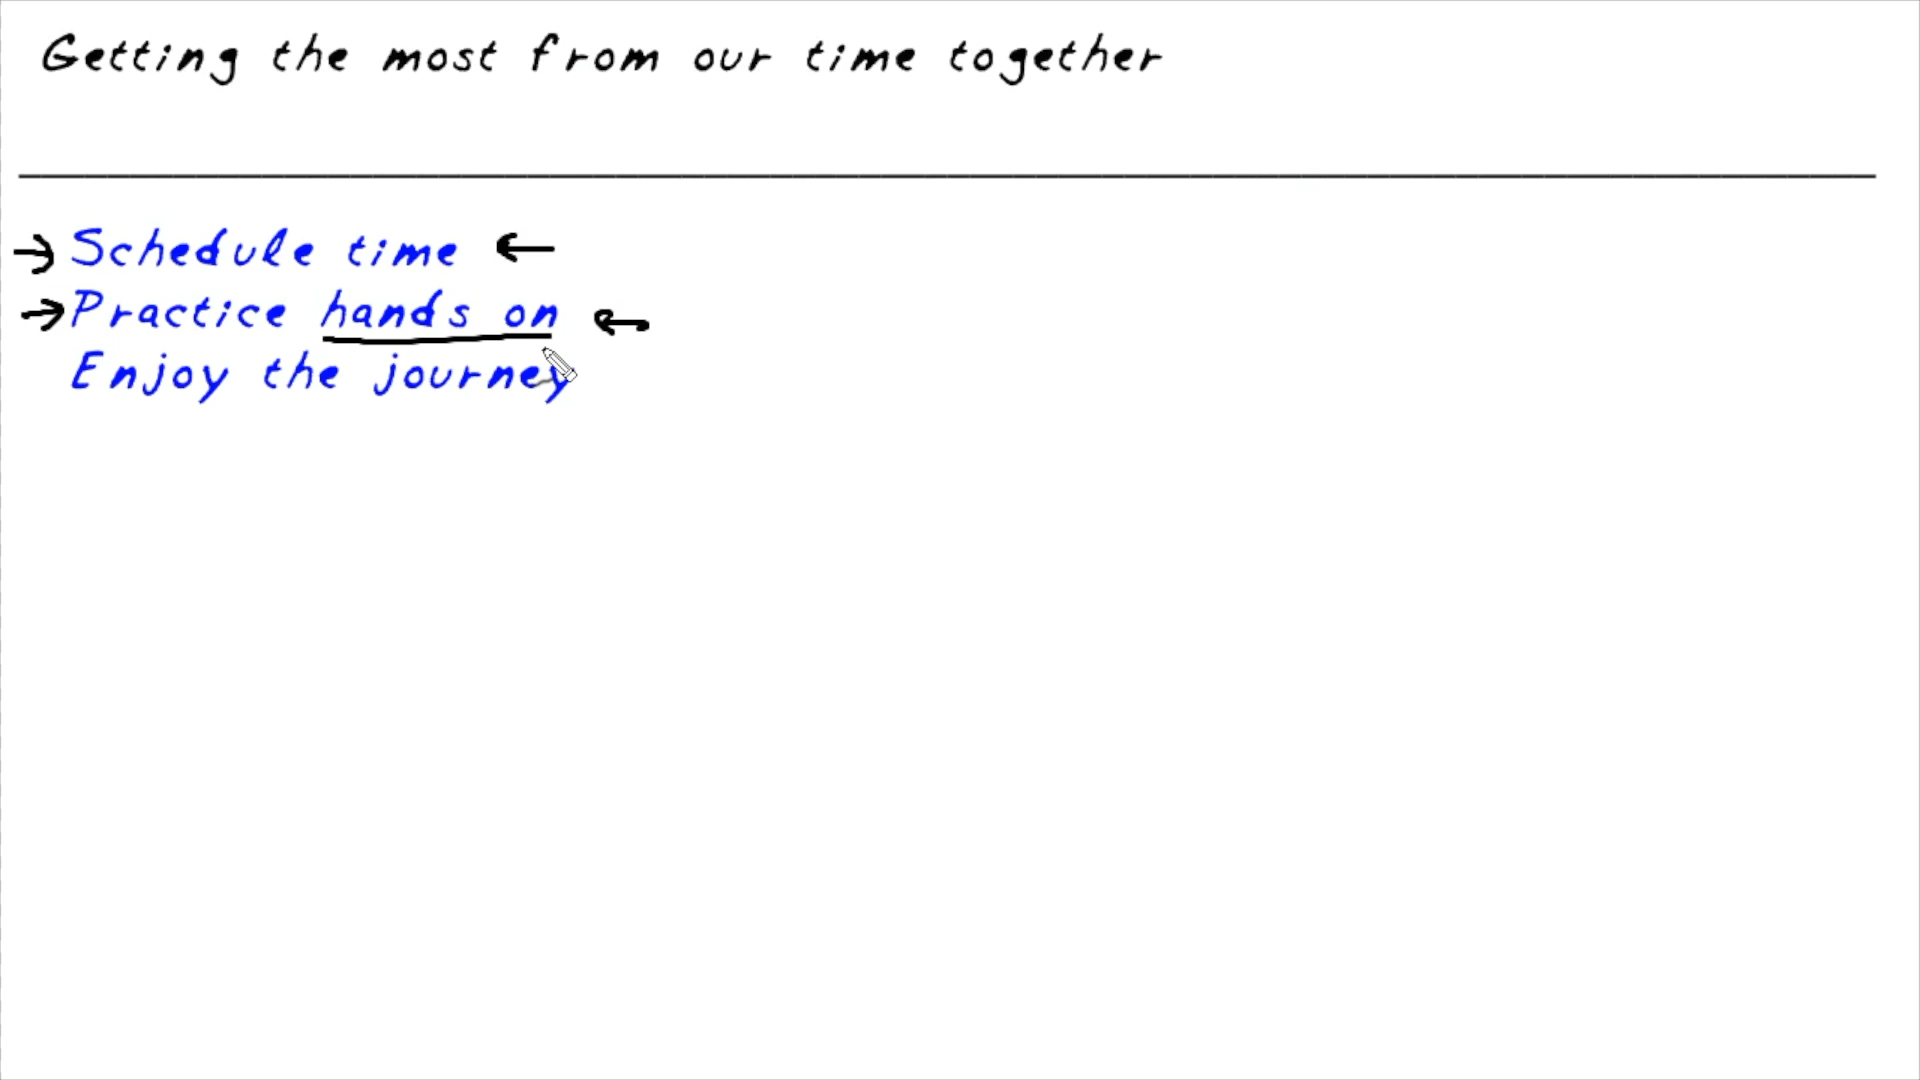 Getting the most from our time together
Schedule time
Practice hands on
Enjoy the journey